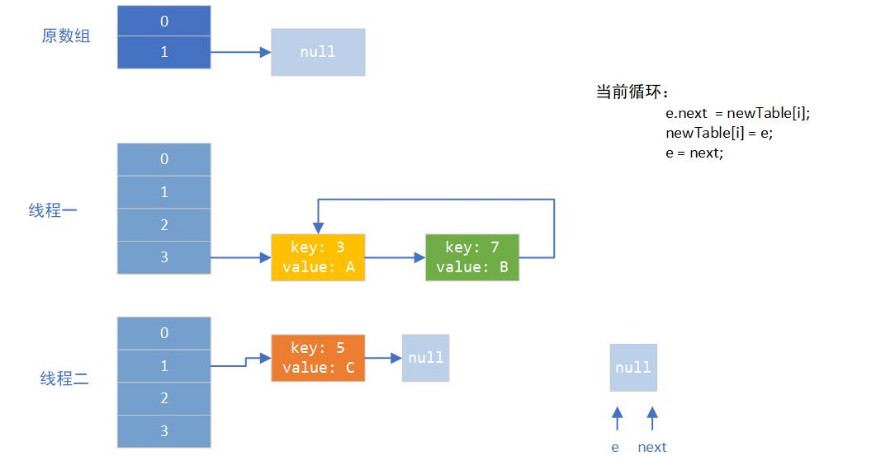 原数组
0
1
null
当前循环:
e.next = newTable[i];
newTable[i] = e;
e = next;
线程一
0
1
2
3
key: 3
value: A
key: 7
value: B
线程二
0
1
2
3
key: 5
value: C
null
null
e
next